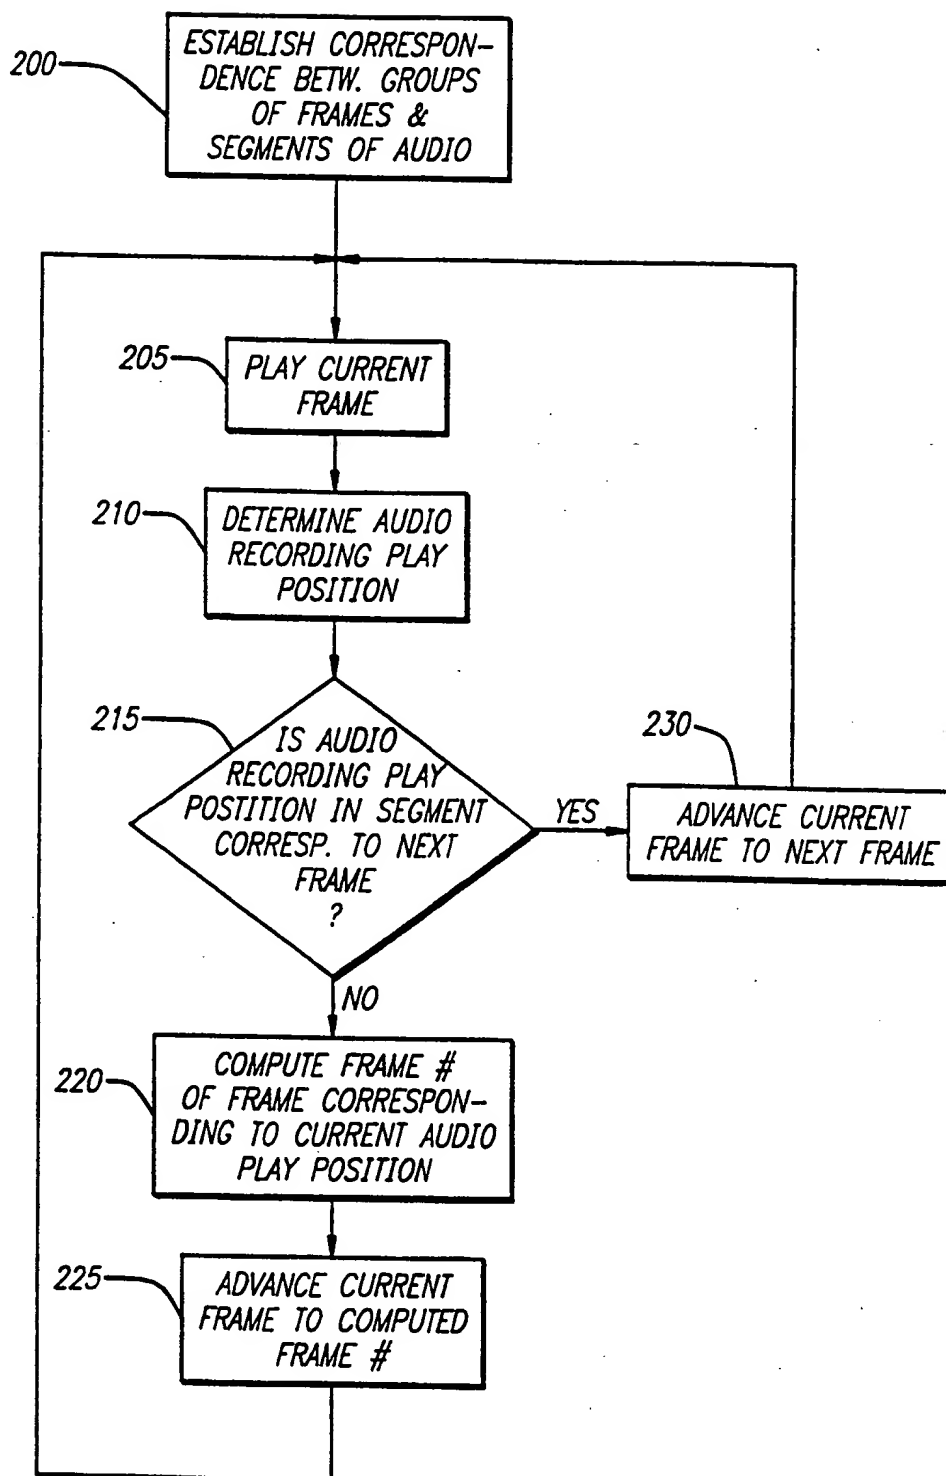 200
ESTABLISH CORRESPON-
DENCE BETW. GROUPS
OF FRAMES &
SEGMENTS OF AUDIO
205
PLAY CURRENT
FRAME
210
DETERMINE AUDIO
RECORDING PLAY
POSITION
215
IS AUDIO
RECORDING PLAY
POSTITION IN SEGMENT
CORRESP. TO NEXT
FRAME
?
YES
230
ADVANCE CURRENT
FRAME TO NEXT FRAME
NO
220
COMPUTE FRAME #
OF FRAME CORRESPON-
DING TO CURRENT AUDIO
PLAY POSITION
225
ADVANCE CURRENT
FRAME TO COMPUTED
FRAME #